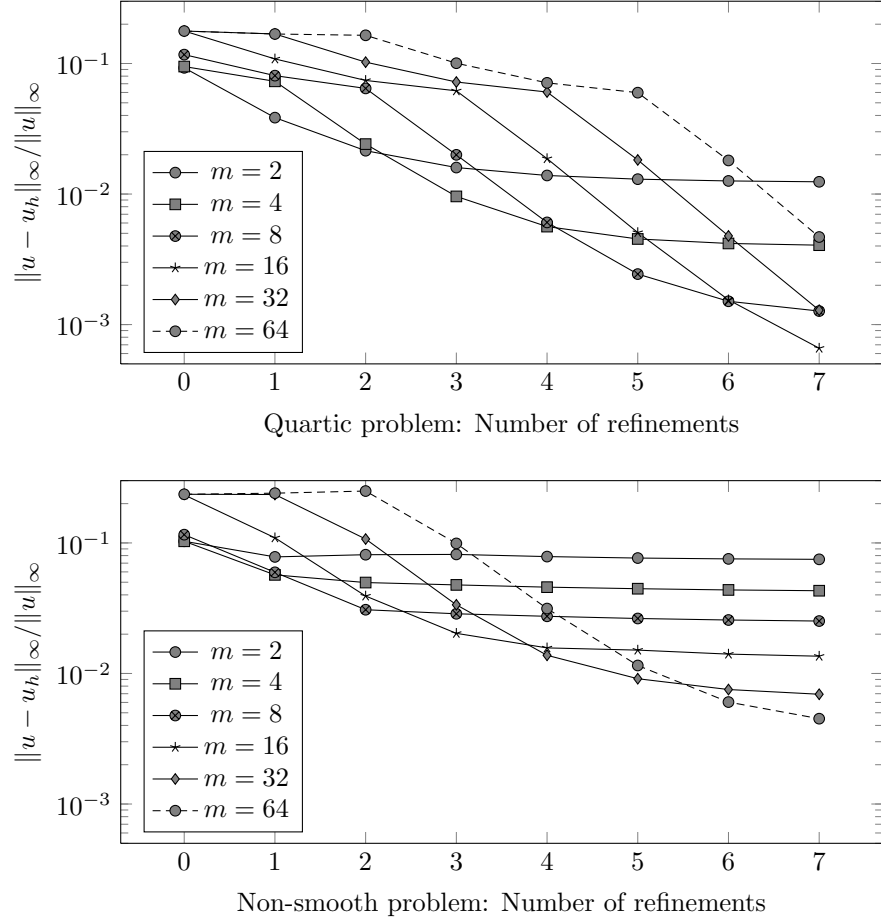 10⁻¹
10⁻²
10⁻³
‖u − u_h‖_∞/‖u‖_∞
m = 2
m = 4
m = 8
m = 16
m = 32
m = 64
0 1 2 3 4 5 6 7
Quartic problem: Number of refinements
10⁻¹
10⁻²
10⁻³
‖u − u_h‖_∞/‖u‖_∞
m = 2
m = 4
m = 8
m = 16
m = 32
m = 64
0 1 2 3 4 5 6 7
Non-smooth problem: Number of refinements